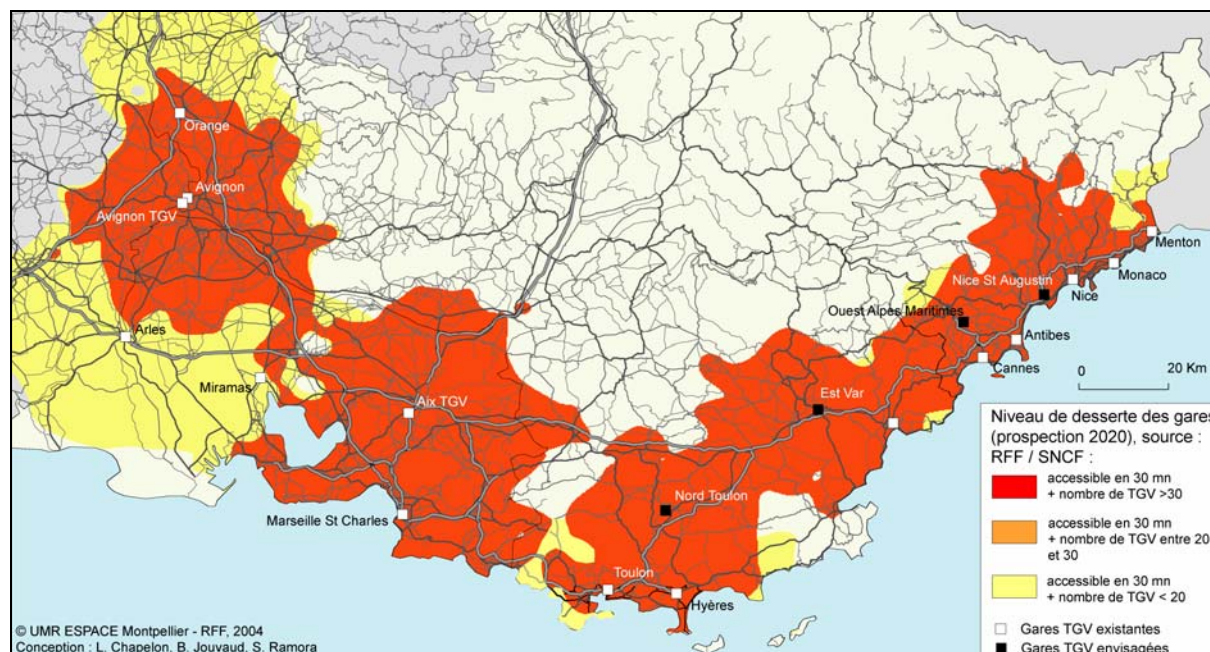 Orange
Avignon
Avignon TGV
Arles
Miramas
Aix TGV
Marseille St Charles
Toulon
Hyères
Nord Toulon
Est Var
Ouest Alpes Maritimes
Nice St Augustin
Menton
Monaco
Nice
Antibes
Cannes
0 20 Km
Niveau de desserte des gares
(prospection 2020), source :
RFF / SNCF :
accessible en 30 mn
+ nombre de TGV >30
accessible en 30 mn
+ nombre de TGV entre 20
et 30
accessible en 30 mn
+ nombre de TGV < 20
Gares TGV existantes
Gares TGV envisagées
© UMR ESPACE Montpellier - RFF, 2004
Conception : L. Chapelon, B. Jouvaud, S. Ramora